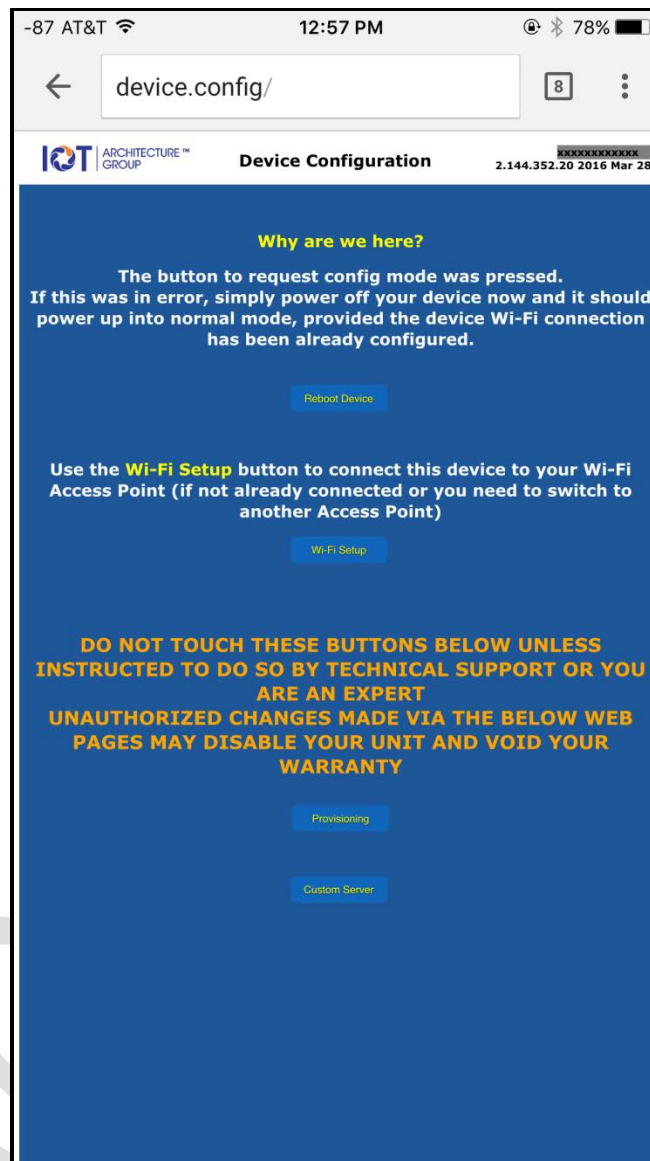 -87 AT&T 12:57 PM 78%
device.config/ 8
IOT ARCHITECTURE ™
GROUP
Device Configuration
xxxxxxxxxxxx
2.144.352.20 2016 Mar 28
Why are we here?
The button to request config mode was pressed.
If this was in error, simply power off your device now and it should
power up into normal mode, provided the device Wi-Fi connection
has been already configured.
Reboot Device
Use the Wi-Fi Setup button to connect this device to your Wi-Fi
Access Point (if not already connected or you need to switch to
another Access Point)
Wi-Fi Setup
DO NOT TOUCH THESE BUTTONS BELOW UNLESS
INSTRUCTED TO DO SO BY TECHNICAL SUPPORT OR YOU
ARE AN EXPERT
UNAUTHORIZED CHANGES MADE VIA THE BELOW WEB
PAGES MAY DISABLE YOUR UNIT AND VOID YOUR
WARRANTY
Provisioning
Custom Server